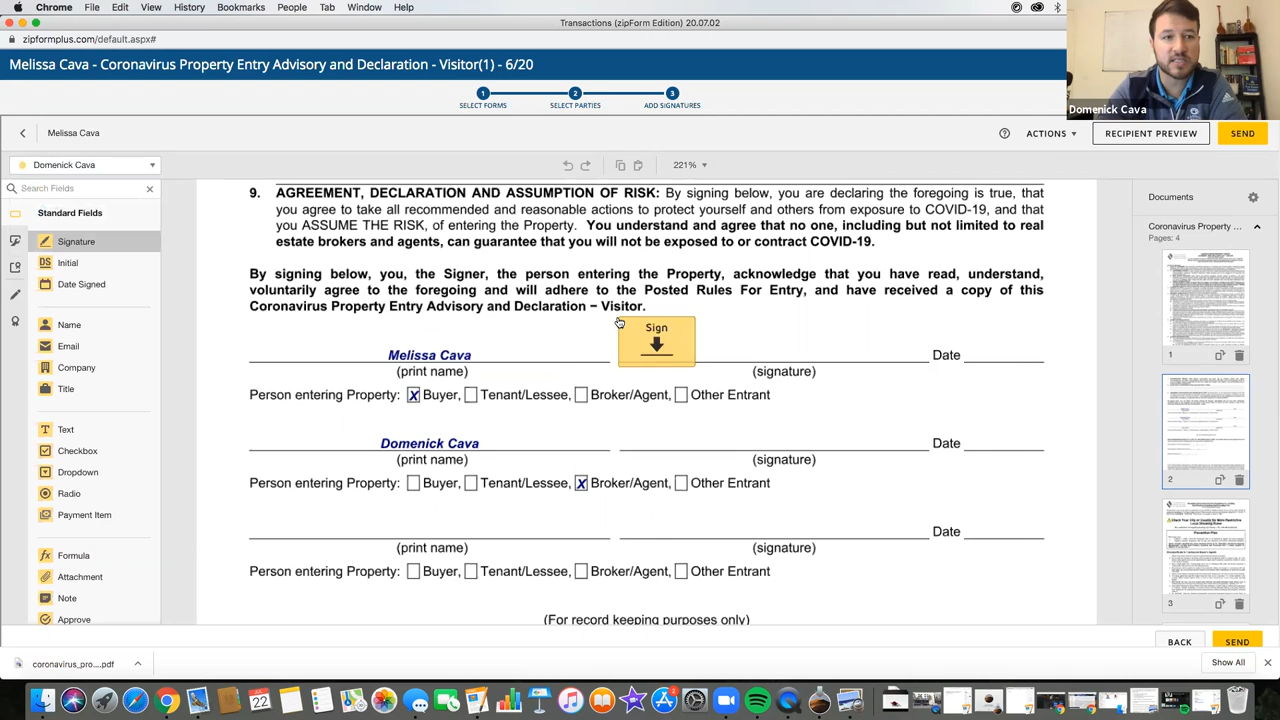 Chrome File Edit View History Bookmarks People Tab Window Help
Transactions (zipForm Edition) 20.07.02
zipformplus.com/default.aspx#
Melissa Cava - Coronavirus Property Entry Advisory and Declaration - Visitor(1) - 6/20
1 2 3
SELECT FORMS SELECT PARTIES ADD SIGNATURES
Domenick Cava
Melissa Cava ACTIONS RECIPIENT PREVIEW SEND
Domenick Cava 221%
Search Fields
Standard Fields
Signature
DS Initial
Date Signed
Name
Email
Company
Title
Text
Checkbox
Dropdown
Radio
Payment Item
Formula
Attachment
Note
Approve
9. AGREEMENT, DECLARATION AND ASSUMPTION OF RISK: By signing below, you are declaring the foregoing is true, that
you agree to take all recommended and reasonable actions to protect yourself and others from exposure to COVID-19, and that
you ASSUME THE RISK, of entering the Property. You understand and agree that no one, including but not limited to real
estate brokers and agents, can guarantee that you will not be exposed to or contract COVID-19.
By signing below, you, the Signer, a person entering the Property, acknowledge that you have read, understand,
voluntarily agree to the foregoing and will adhere to the Posted Rules For Entry, and have received a copy of this
Coronavirus Property Entry Advisory and Declaration – Visitor.
Sign
Melissa Cava Date
(print name) (signature)
Person entering Property: X Buyer, Broker/Agent, Other Entrant
Domenick Cava Date
(print name) (signature)
Person entering Property: Buyer, X Broker/Agent, Other Entrant
Date
(print name) (signature)
Person entering Property: Buyer, Broker/Agent, Other Entrant
(For record keeping purposes only)
Documents
Coronavirus Property ...
Pages: 4
1
2
3
BACK SEND
coronavirus_pro....pdf Show All